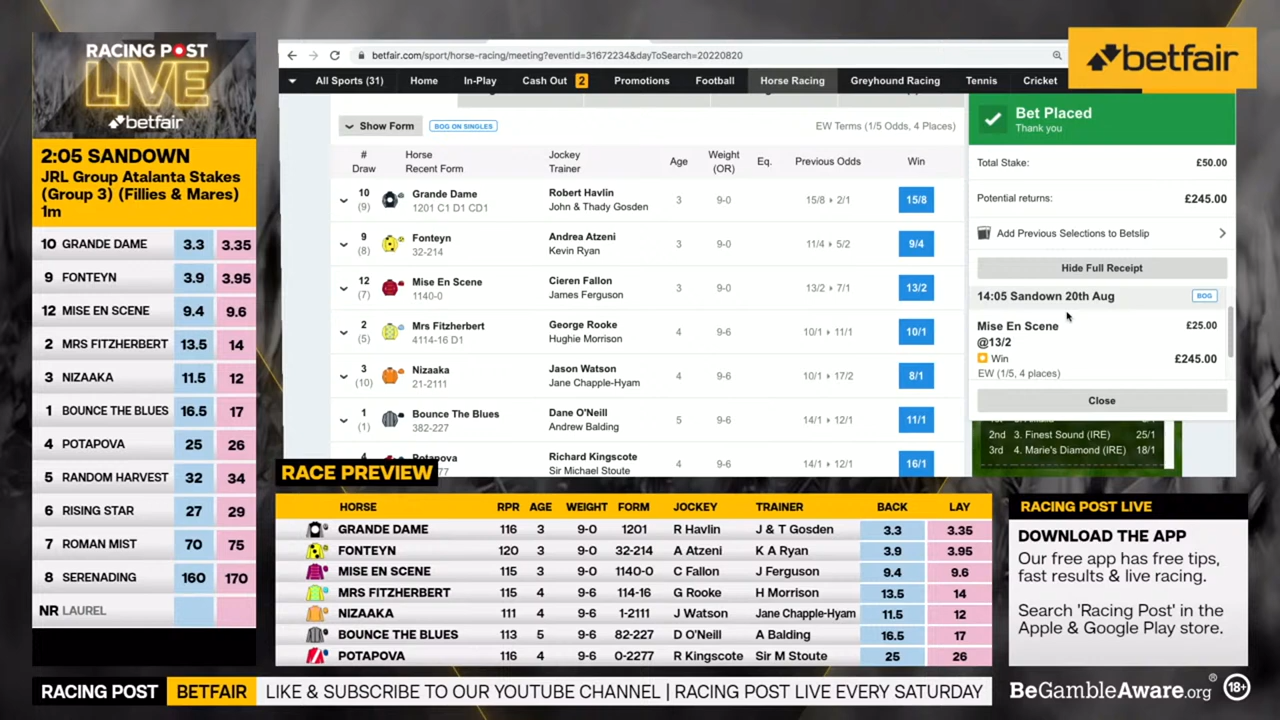 RACING POST
LIVE
betfair
2:05 SANDOWN
JRL Group Atalanta Stakes
(Group 3) (Fillies & Mares)
1m
10 GRANDE DAME 3.3 3.35
9 FONTEYN 3.9 3.95
12 MISE EN SCENE 9.4 9.6
2 MRS FITZHERBERT 13.5 14
3 NIZAAKA 11.5 12
1 BOUNCE THE BLUES 16.5 17
4 POTAPOVA 25 26
5 RANDOM HARVEST 32 34
6 RISING STAR 27 29
7 ROMAN MIST 70 75
8 SERENADING 160 170
NR LAUREL
betfair.com/sport/horse-racing/meeting?eventId=31672234&dayToSearch=20220820
betfair
All Sports (31) Home In-Play Cash Out 2 Promotions Football Horse Racing Greyhound Racing Tennis Cricket
Show Form BOG ON SINGLES EW Terms (1/5 Odds, 4 Places)
# Horse Jockey Age Weight Eq. Previous Odds Win
Draw Recent Form Trainer (OR)
10 Grande Dame Robert Havlin 3 9-0 15/8 2/1 15/8
(9) 1201 C1 D1 CD1 John & Thady Gosden
9 Fonteyn Andrea Atzeni 3 9-0 11/4 5/2 9/4
(8) 32-214 Kevin Ryan
12 Mise En Scene Cieren Fallon 3 9-0 13/2 7/1 13/2
(7) 1140-0 James Ferguson
2 Mrs Fitzherbert George Rooke 4 9-6 10/1 11/1 10/1
(5) 4114-16 D1 Hughie Morrison
3 Nizaaka Jason Watson 4 9-6 10/1 17/2 8/1
(10) 21-2111 Jane Chapple-Hyam
1 Bounce The Blues Dane O'Neill 5 9-6 14/1 12/1 11/1
(1) 382-227 Andrew Balding
Potapova Richard Kingscote 4 9-6 14/1 12/1 16/1
77 Sir Michael Stoute
Bet Placed
Thank you
Total Stake: £50.00
Potential returns: £245.00
Add Previous Selections to Betslip
Hide Full Receipt
14:05 Sandown 20th Aug BOG
Mise En Scene £25.00
@13/2
Win £245.00
EW (1/5, 4 places)
Close
2nd 3. Finest Sound (IRE) 25/1
3rd 4. Marie's Diamond (IRE) 18/1
RACE PREVIEW
HORSE RPR AGE WEIGHT FORM JOCKEY TRAINER BACK LAY
GRANDE DAME 116 3 9-0 1201 R Havlin J & T Gosden 3.3 3.35
FONTEYN 120 3 9-0 32-214 A Atzeni K A Ryan 3.9 3.95
MISE EN SCENE 115 3 9-0 1140-0 C Fallon J Ferguson 9.4 9.6
MRS FITZHERBERT 115 4 9-6 114-16 G Rooke H Morrison 13.5 14
NIZAAKA 111 4 9-6 1-2111 J Watson Jane Chapple-Hyam 11.5 12
BOUNCE THE BLUES 113 5 9-6 82-227 D O'Neill A Balding 16.5 17
POTAPOVA 116 4 9-6 0-2277 R Kingscote Sir M Stoute 25 26
RACING POST LIVE
DOWNLOAD THE APP
Our free app has free tips,
fast results & live racing.
Search 'Racing Post' in the
Apple & Google Play store.
RACING POST BETFAIR LIKE & SUBSCRIBE TO OUR YOUTUBE CHANNEL | RACING POST LIVE EVERY SATURDAY
BeGambleAware.org® 18+